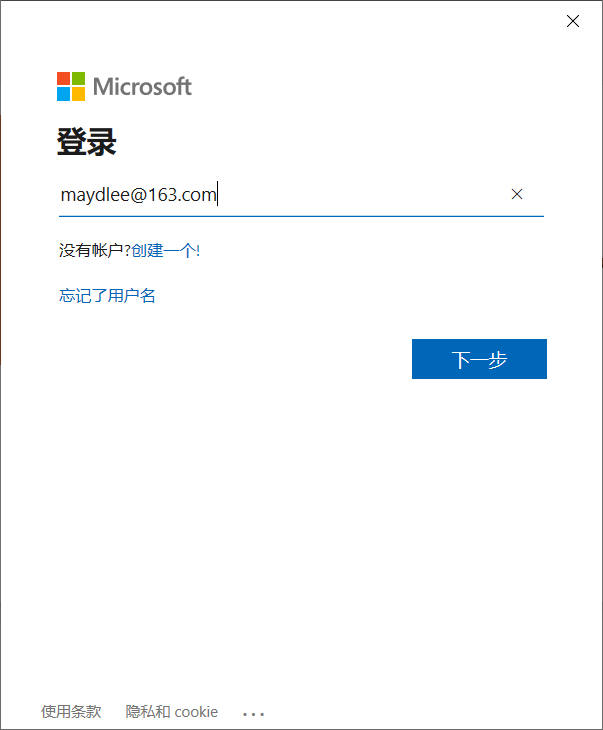 Microsoft
登录
maydlee@163.com
没有帐户?创建一个!
忘记了用户名
下一步
使用条款 隐私和 cookie ...